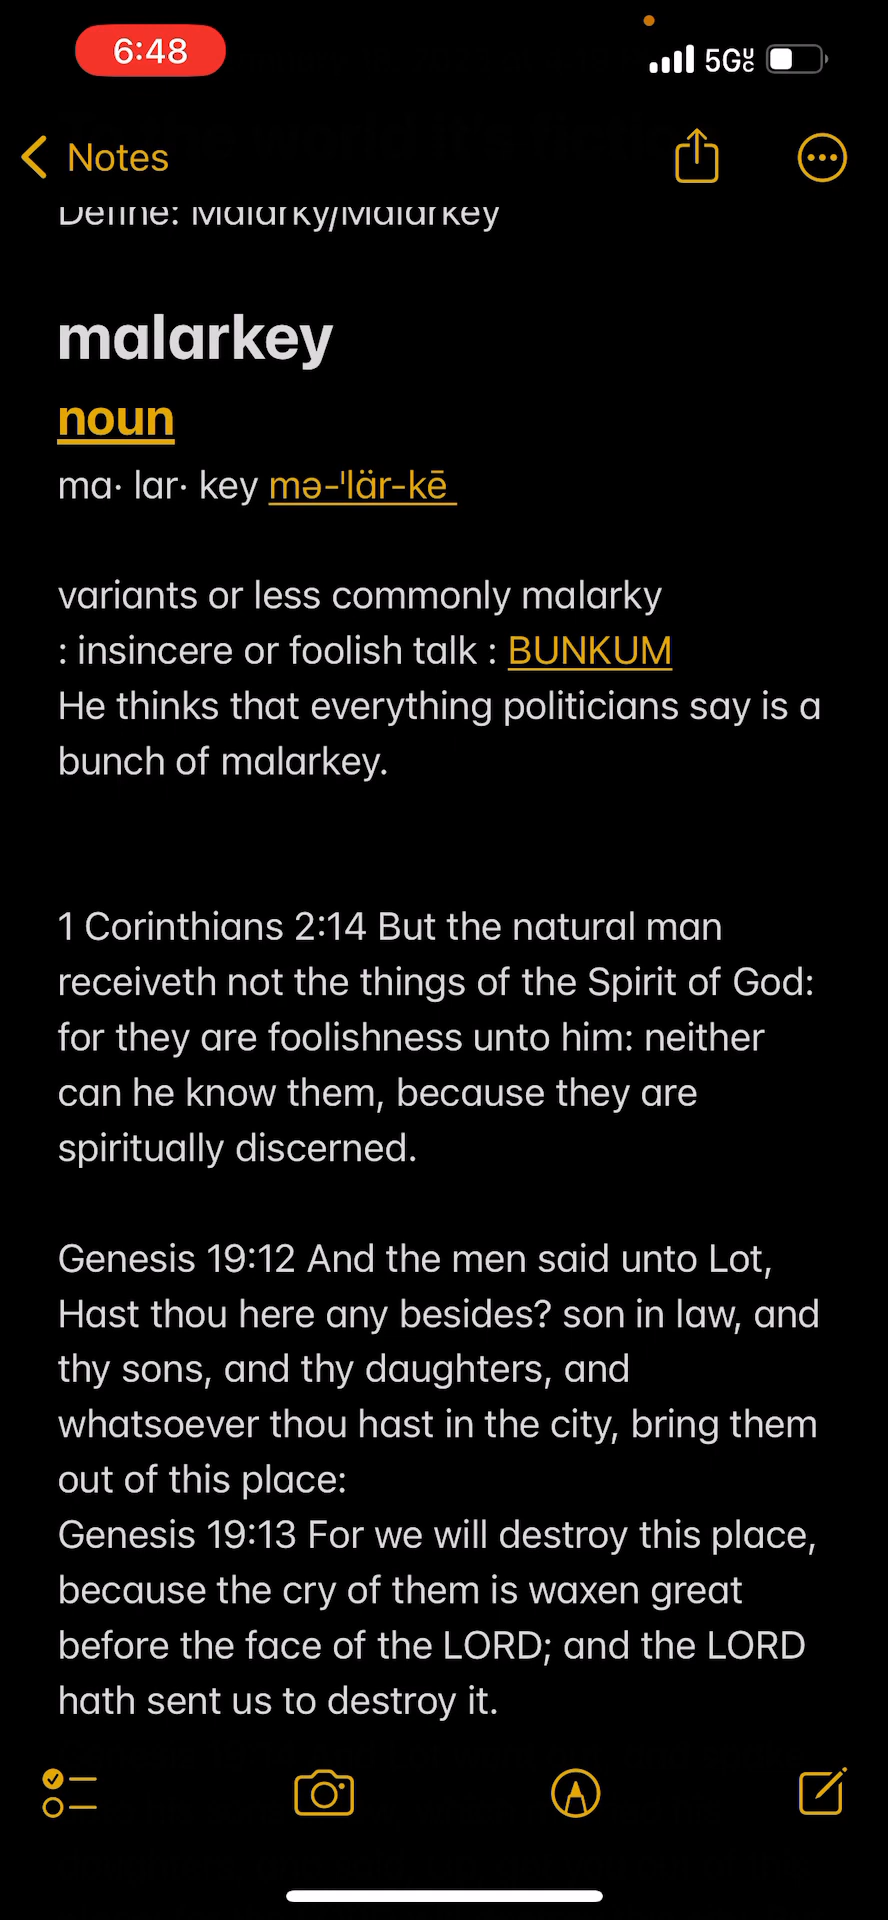 6:48
5G UC
Notes
Define: Malarky/Malarkey
malarkey
noun
ma· lar· key mə-ˈlär-kē
variants or less commonly malarky
: insincere or foolish talk : BUNKUM
He thinks that everything politicians say is a
bunch of malarkey.
1 Corinthians 2:14 But the natural man
receiveth not the things of the Spirit of God:
for they are foolishness unto him: neither
can he know them, because they are
spiritually discerned.
Genesis 19:12 And the men said unto Lot,
Hast thou here any besides? son in law, and
thy sons, and thy daughters, and
whatsoever thou hast in the city, bring them
out of this place:
Genesis 19:13 For we will destroy this place,
because the cry of them is waxen great
before the face of the LORD; and the LORD
hath sent us to destroy it.